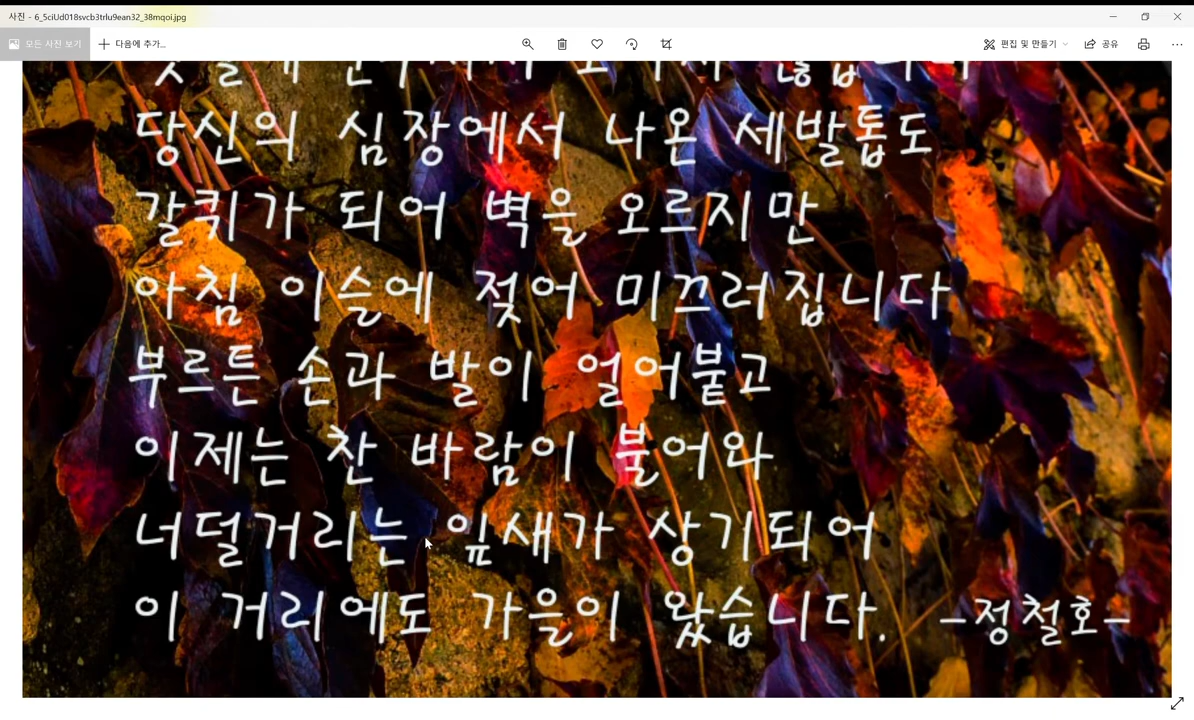 사진 - 6_5ciUd018svcb3trlu9ean32_38mqoi.jpg
모든 사진 보기 다음에 추가... 편집 및 만들기 공유
당신의 심장에서 나온 세발톱도
갈퀴가 되어 벽을 오르지만
아침 이슬에 젖어 미끄러집니다
부르튼 손과 발이 얼어붙고
이제는 찬 바람이 불어와
너덜거리는 잎새가 상기되어
이 거리에도 가을이 왔습니다. -정철호-